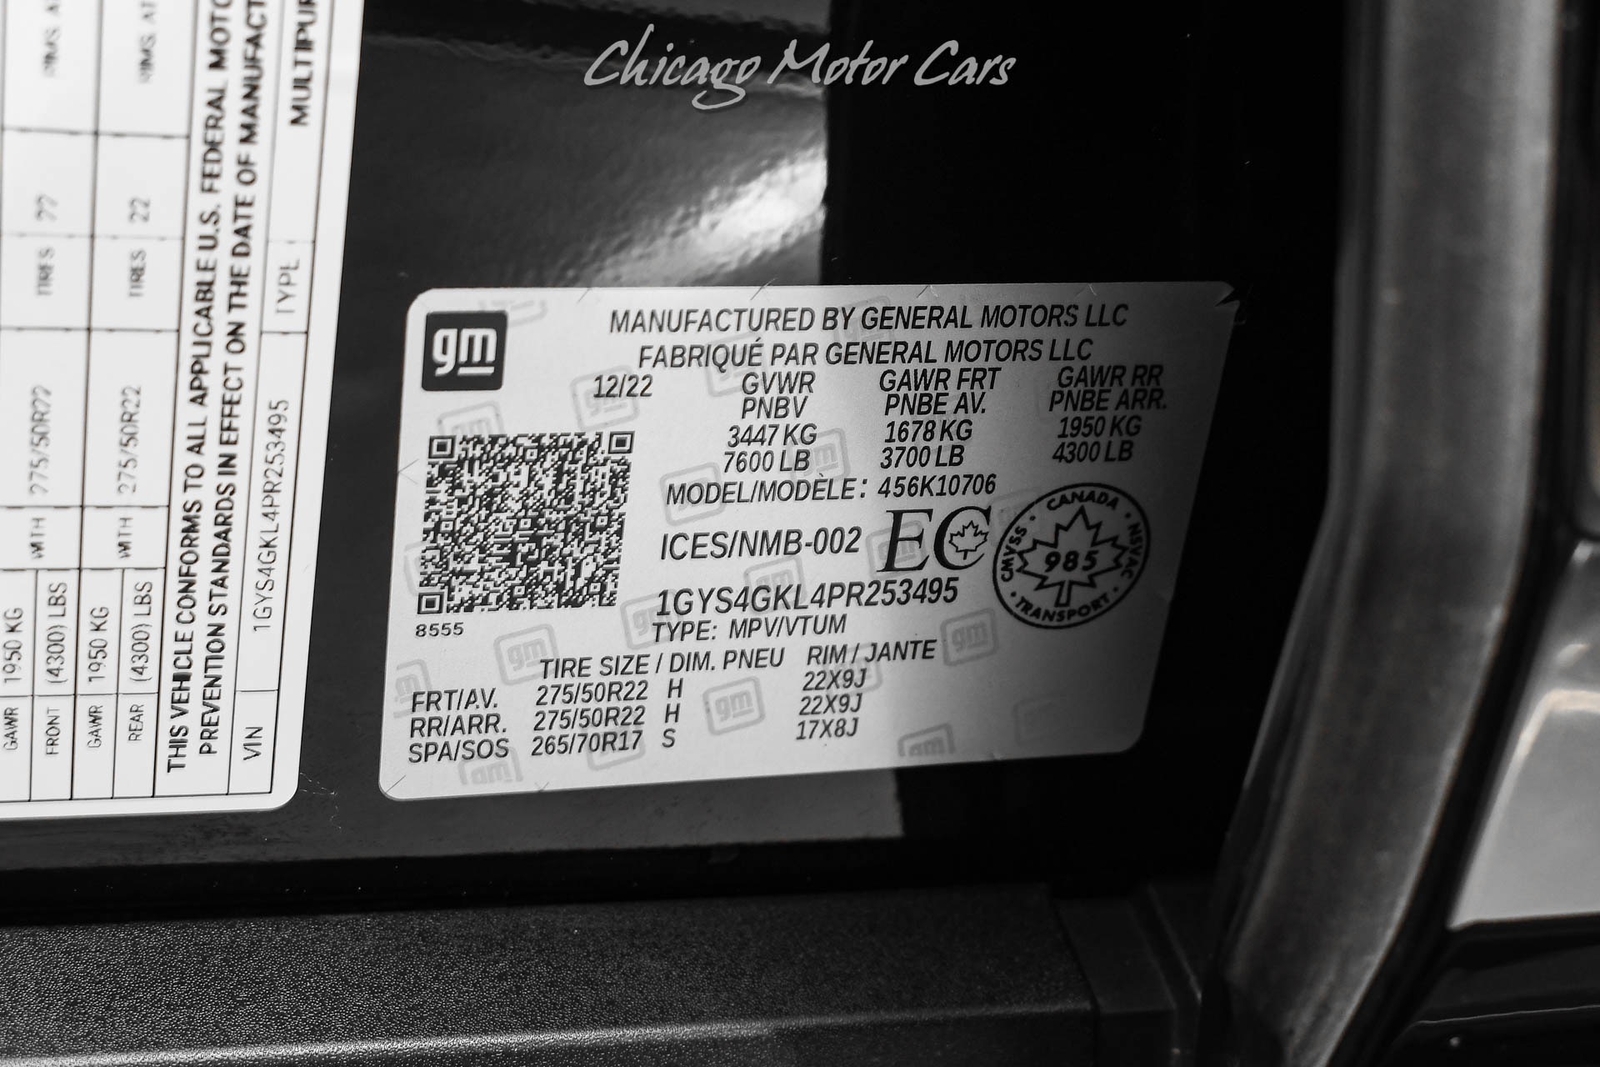 Chicago Motor Cars
gm
MANUFACTURED BY GENERAL MOTORS LLC
FABRIQUÉ PAR GENERAL MOTORS LLC
12/22 GVWR GAWR FRT GAWR RR
PNBV PNBE AV. PNBE ARR.
3447 KG 1678 KG 1950 KG
7600 LB 3700 LB 4300 LB
MODEL/MODÈLE: 456K10706
ICES/NMB-002 EC
CANADA
CMVSS 985 NSVAC
TRANSPORT
1GYS4GKL4PR253495
8555
TYPE: MPV/VTUM
TIRE SIZE / DIM. PNEU RIM / JANTE
FRT/AV. 275/50R22 H 22X9J
RR/ARR. 275/50R22 H 22X9J
SPA/SOS 265/70R17 S 17X8J
GAWR 1950 KG WITH 275/50R22 TIRES 22 RIMS. AT
FRONT (4300) LBS
GAWR 1950 KG WITH 275/50R22 TIRES 22 RIMS. AT
REAR (4300) LBS
THIS VEHICLE CONFORMS TO ALL APPLICABLE U.S. FEDERAL MOTO
PREVENTION STANDARDS IN EFFECT ON THE DATE OF MANUFACT
VIN 1GYS4GKL4PR253495 TYPE MULTIPUR